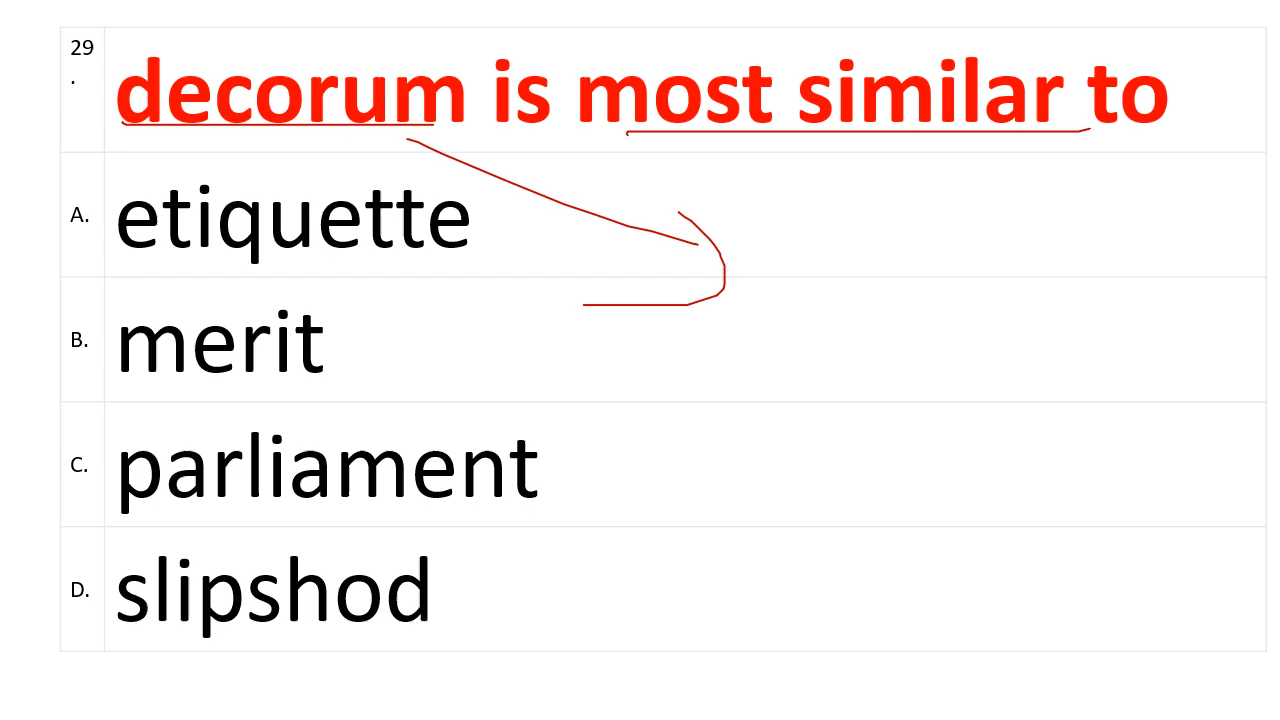 29
.
decorum is most similar to
A. etiquette
B. merit
C. parliament
D. slipshod